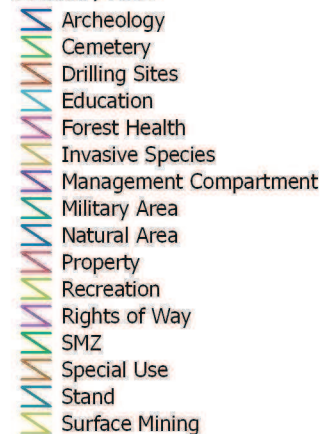 Archeology
Cemetery
Drilling Sites
Education
Forest Health
Invasive Species
Management Compartment
Military Area
Natural Area
Property
Recreation
Rights of Way
SMZ
Special Use
Stand
Surface Mining